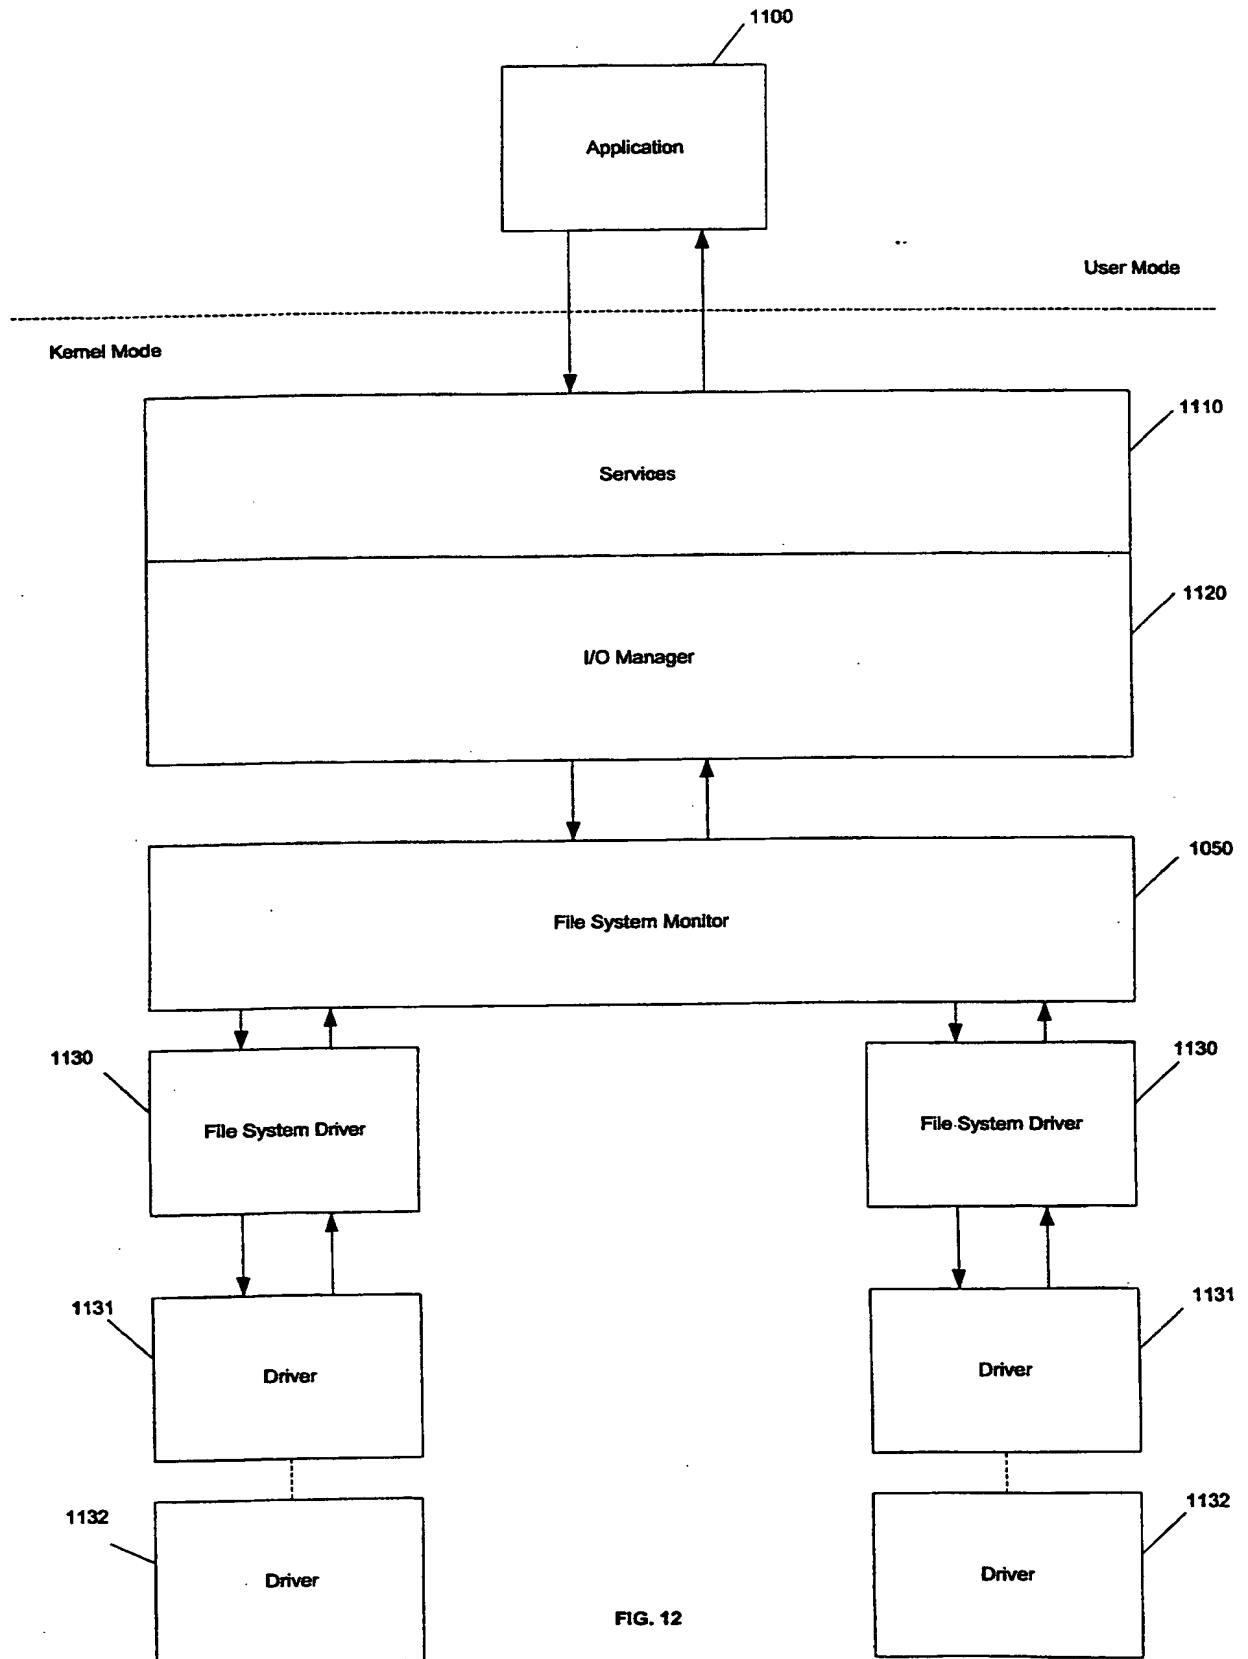 1100
Application
User Mode
Kernel Mode
1110
Services
1120
I/O Manager
1050
File System Monitor
1130
1130
File System Driver
File System Driver
1131
1131
Driver
Driver
1132
1132
Driver
Driver
FIG. 12